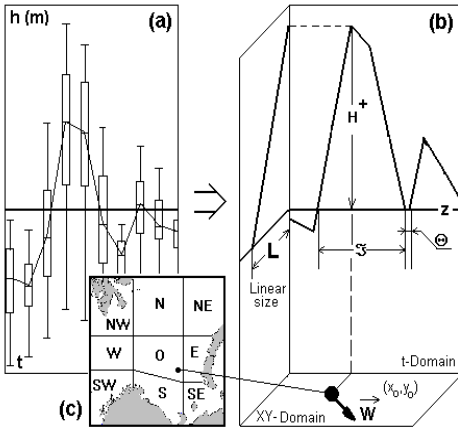 h (m)
(a)
t
(b)
H+
z
L
Linear size
ℑ
Θ
t-Domain
(x₀,y₀)
W
XY-Domain
N
NE
NW
W
O
E
SW
S
SE
(c)